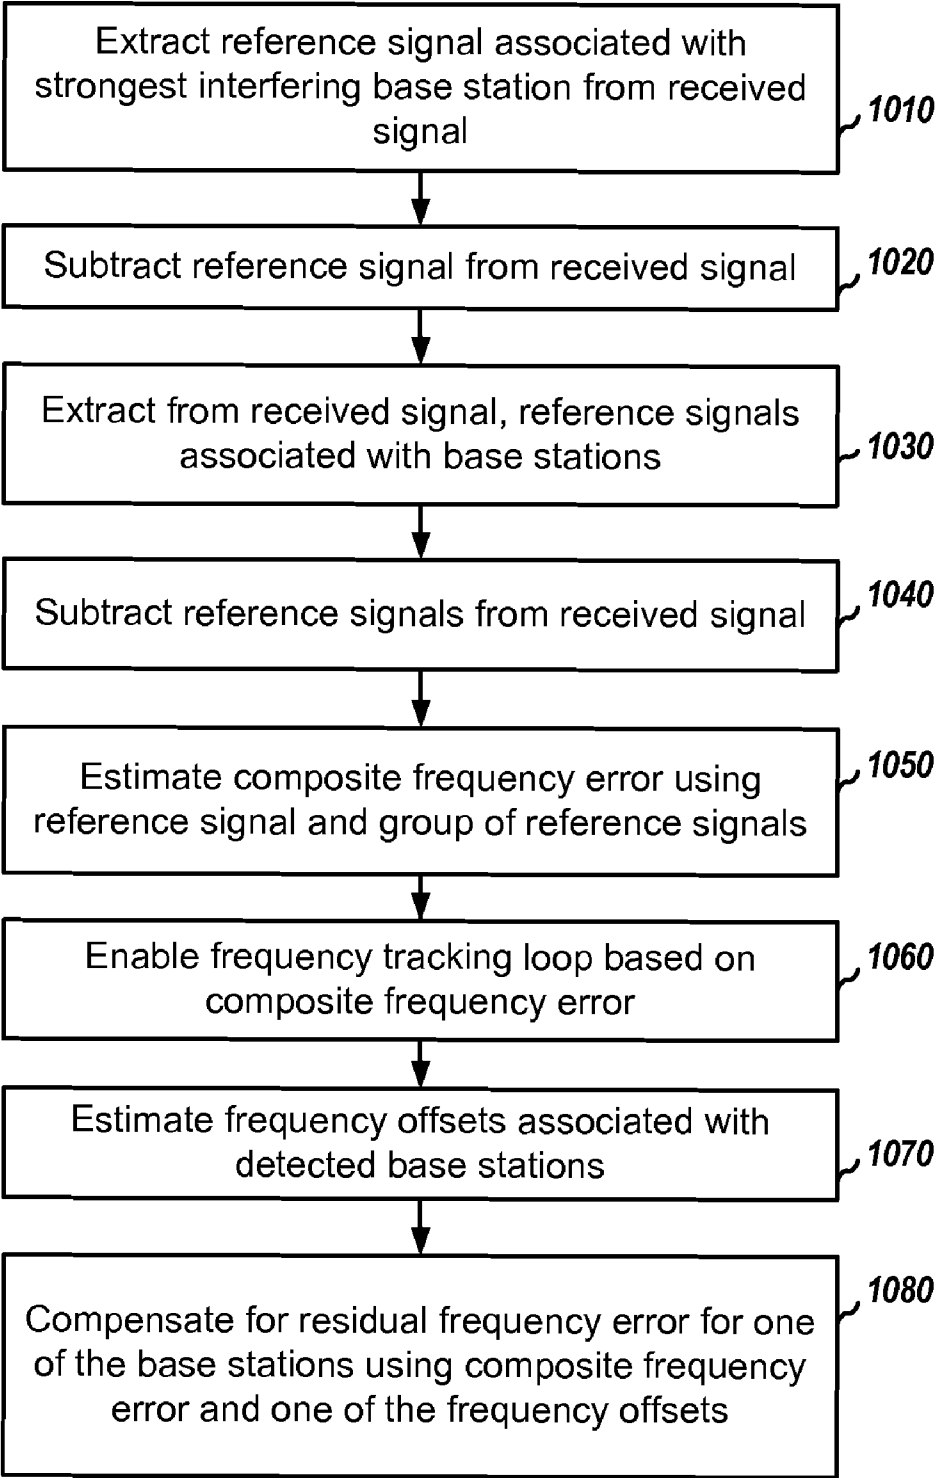 Extract reference signal associated with
strongest interfering base station from received
signal
1010
Subtract reference signal from received signal
1020
Extract from received signal, reference signals
associated with base stations
1030
Subtract reference signals from received signal
1040
Estimate composite frequency error using
reference signal and group of reference signals
1050
Enable frequency tracking loop based on
composite frequency error
1060
Estimate frequency offsets associated with
detected base stations
1070
Compensate for residual frequency error for one
of the base stations using composite frequency
error and one of the frequency offsets
1080